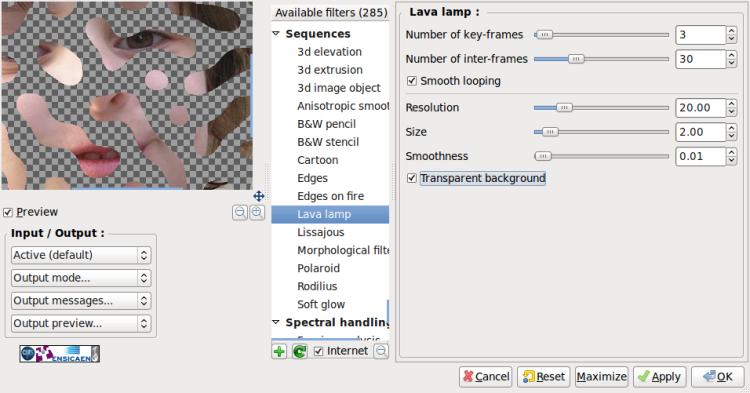 Available filters (285)
Sequences
3d elevation
3d extrusion
3d image object
Anisotropic smoot
B&W pencil
B&W stencil
Cartoon
Edges
Edges on fire
Lava lamp
Lissajous
Morphological filte
Polaroid
Rodilius
Soft glow
Spectral handling
Internet
Preview
Input / Output :
Active (default)
Output mode...
Output messages...
Output preview...
ENSICAEN
Lava lamp :
Number of key-frames 3
Number of inter-frames 30
Smooth looping
Resolution 20.00
Size 2.00
Smoothness 0.01
Transparent background
Cancel Reset Maximize Apply OK